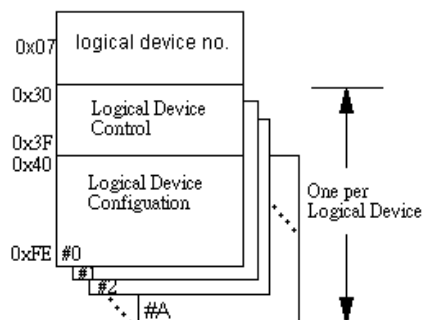 0x07
logical device no.
0x30
Logical Device
Control
0x3F
0x40
Logical Device
Configuation
One per
Logical Device
0xFE
#0
#2
#A